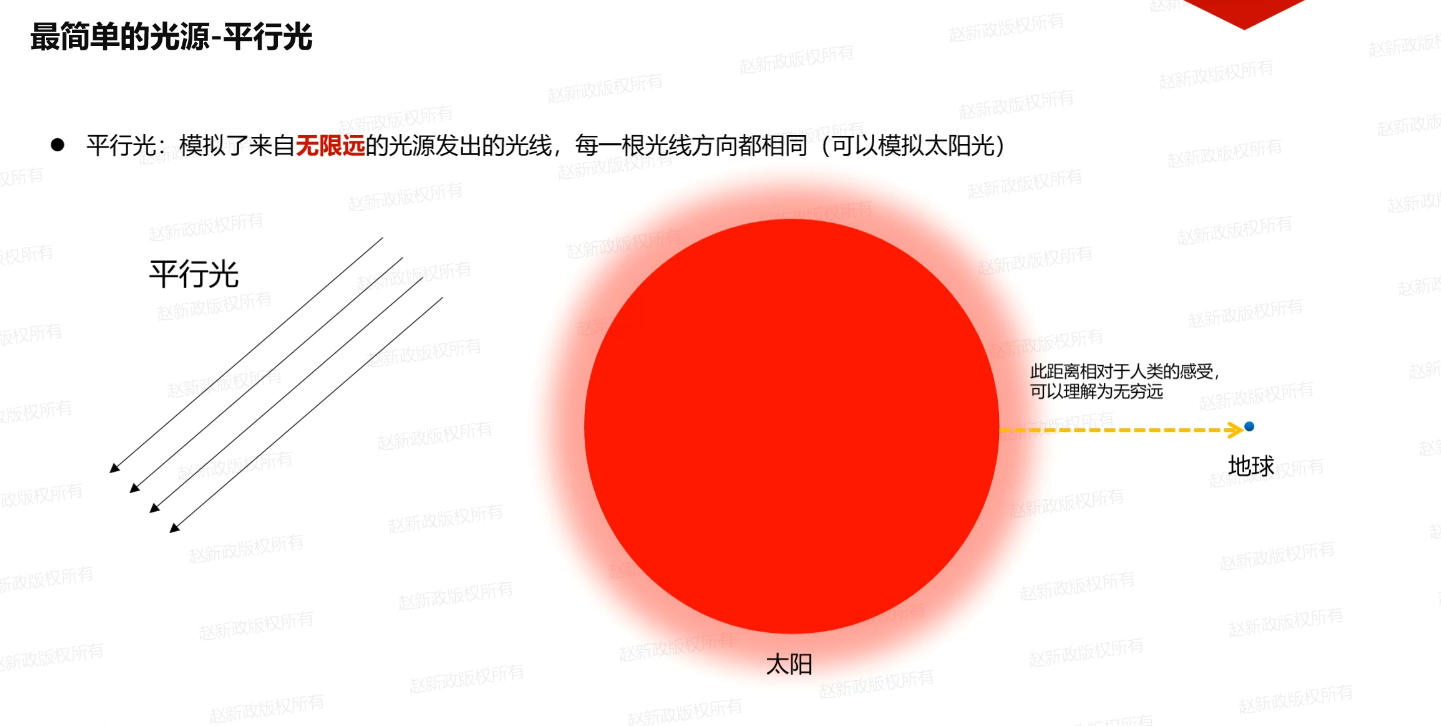 最简单的光源-平行光
平行光：模拟了来自无限远的光源发出的光线，每一根光线方向都相同（可以模拟太阳光）
平行光
此距离相对于人类的感受，
可以理解为无穷远
地球
太阳
赵新政版权所有